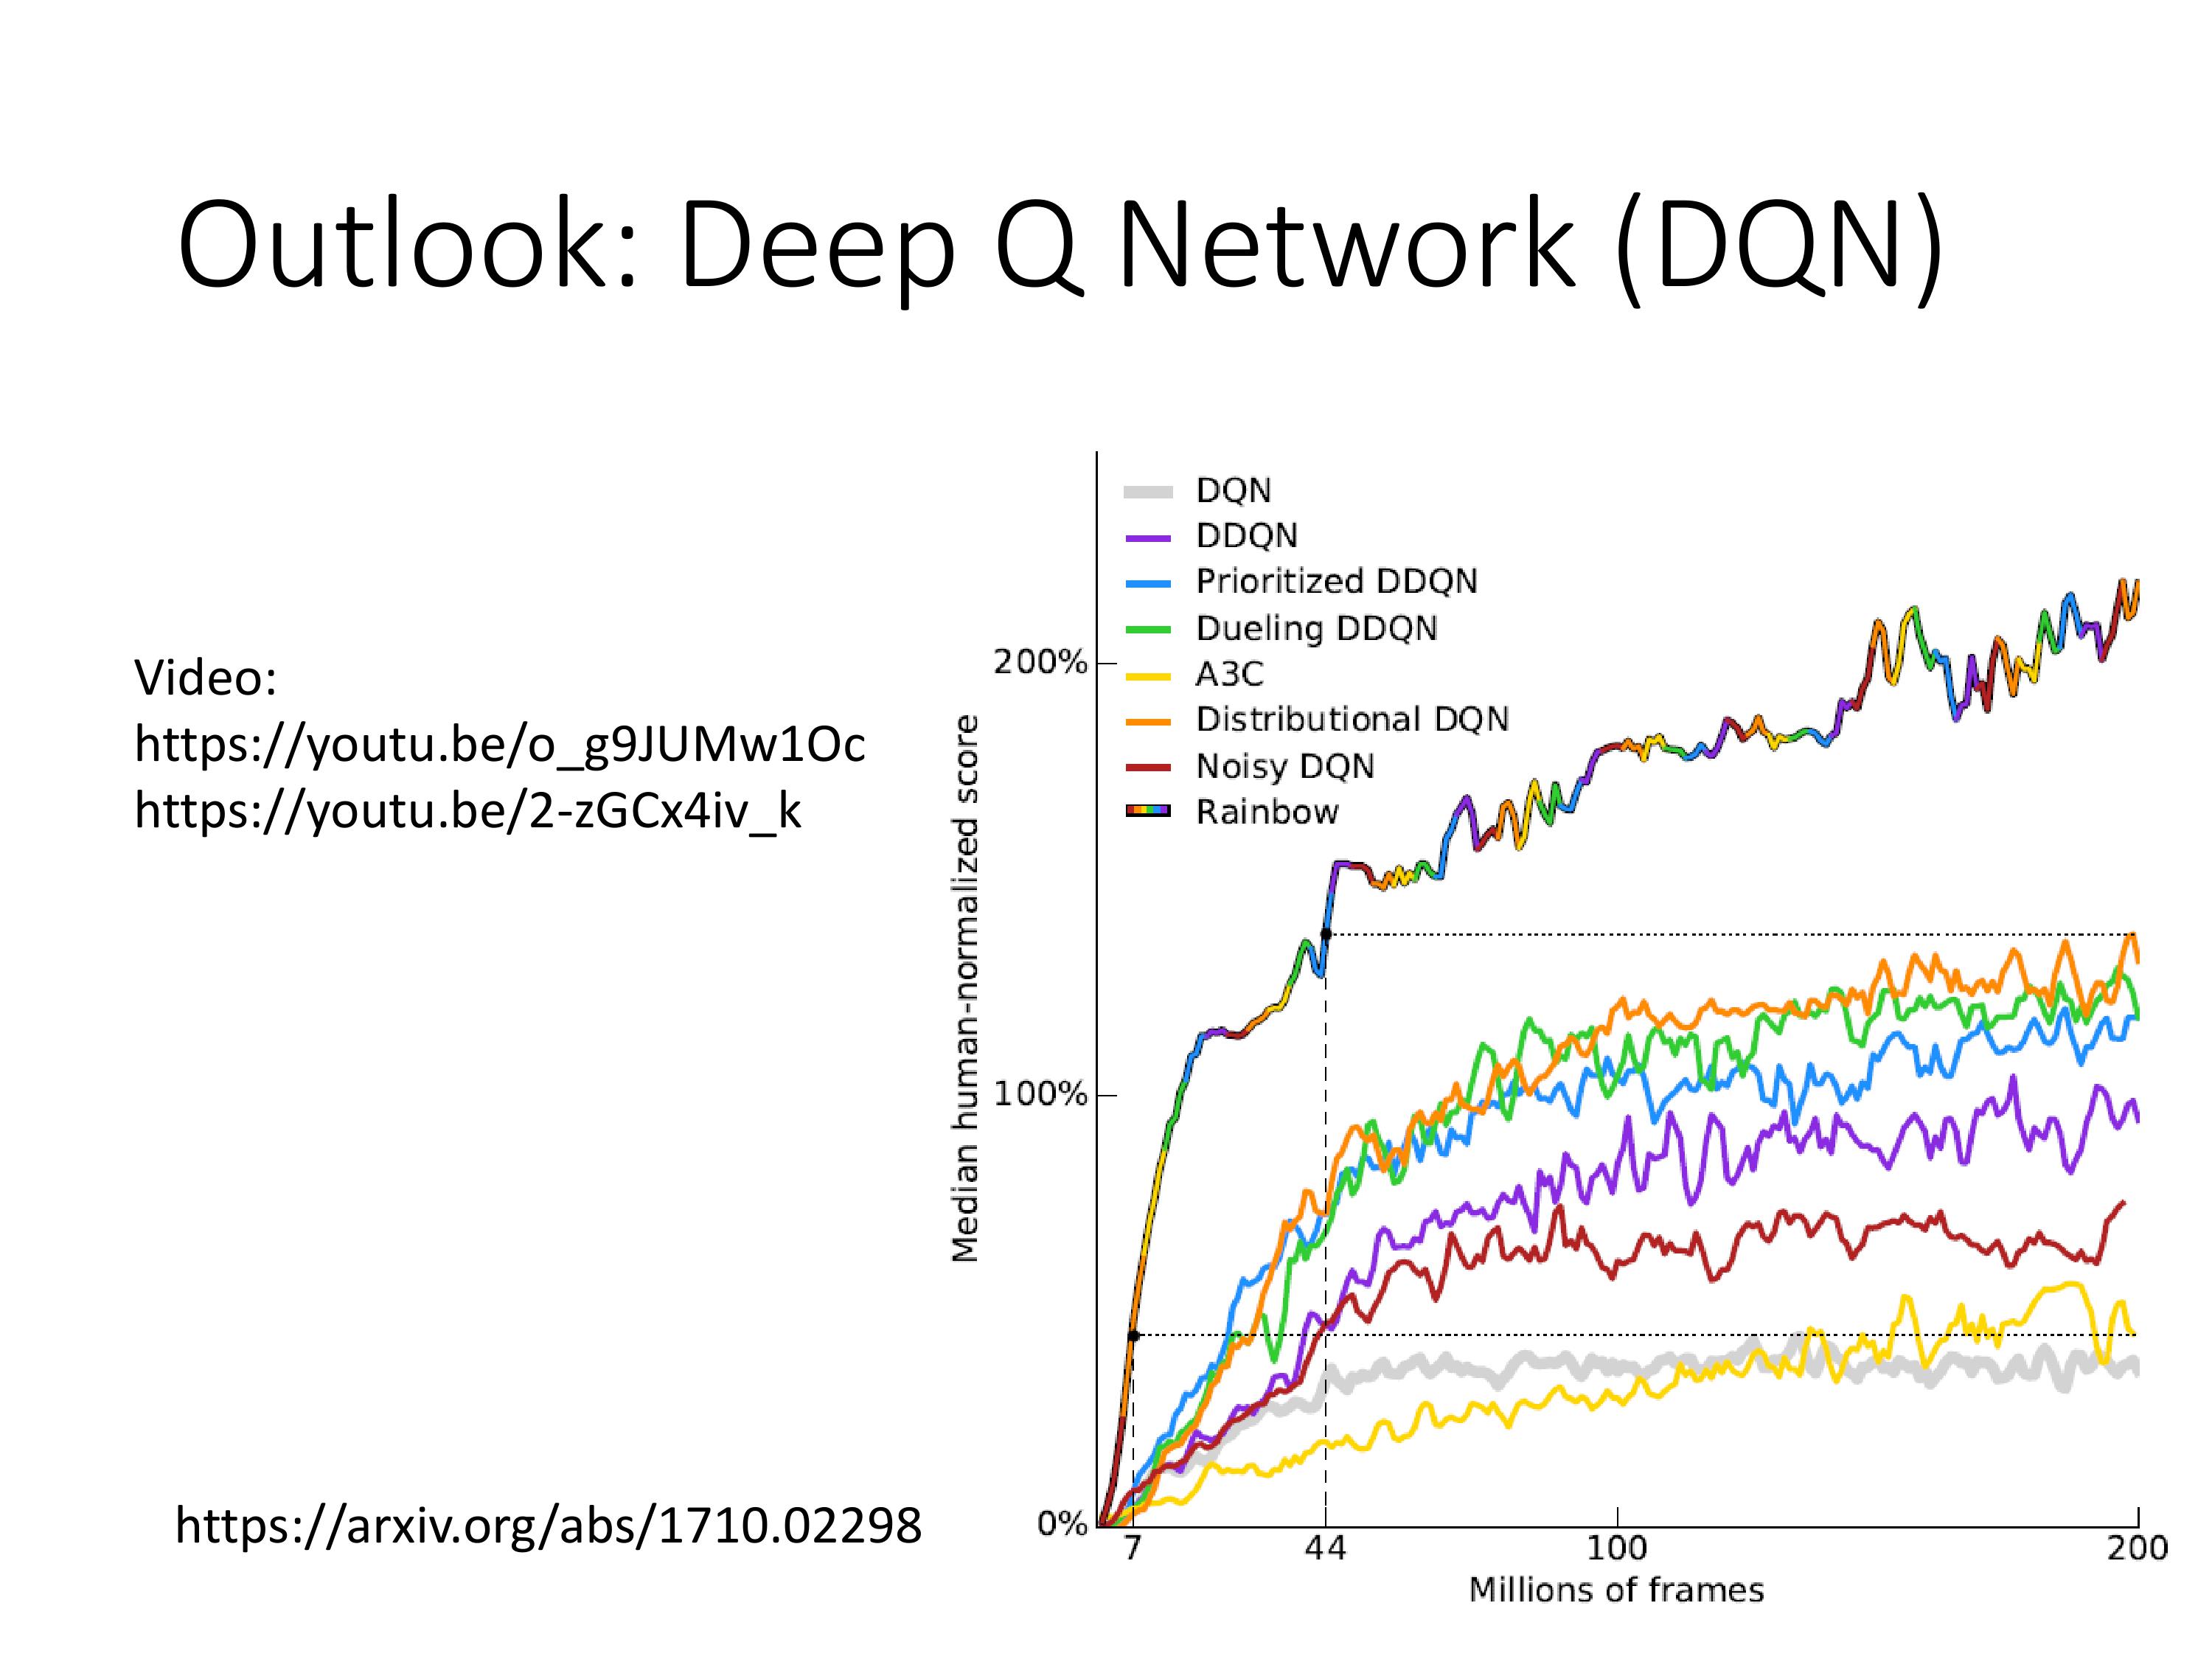 Outlook: Deep Q Network (DQN)
Video:
https://youtu.be/o_g9JUMw1Oc
https://youtu.be/2-zGCx4iv_k
https://arxiv.org/abs/1710.02298
DQN
DDQN
Prioritized DDQN
Dueling DDQN
A3C
Distributional DQN
Noisy DQN
Rainbow
Median human-normalized score
200%
100%
0%
7 44 100 200
Millions of frames